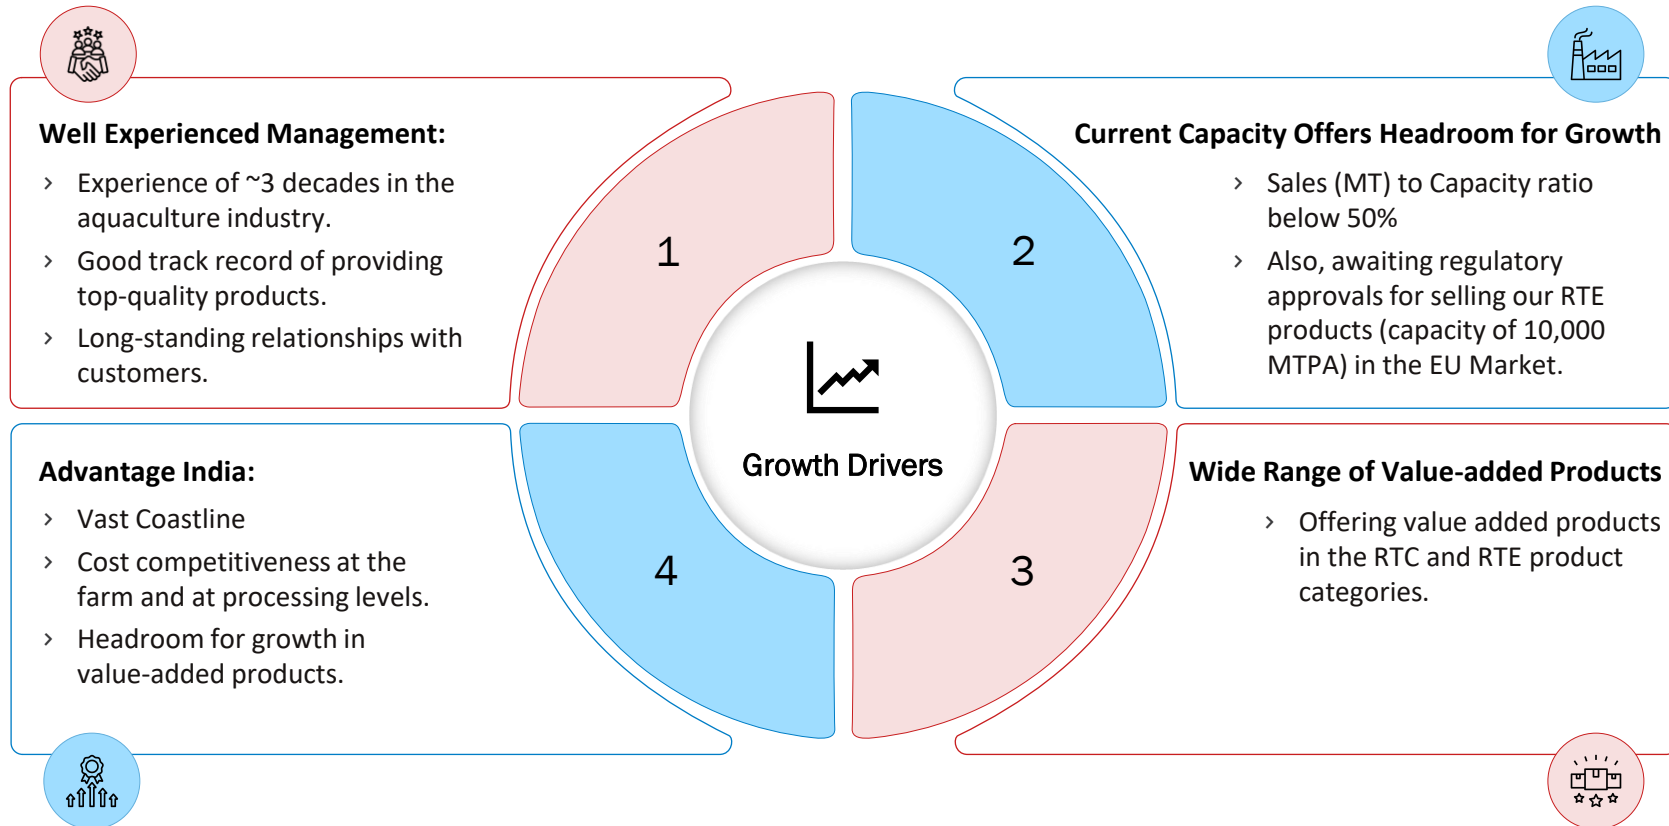 Well Experienced Management:
› Experience of ~3 decades in the
aquaculture industry.
› Good track record of providing
top-quality products.
› Long-standing relationships with
customers.
1
Current Capacity Offers Headroom for Growth
› Sales (MT) to Capacity ratio
below 50%
› Also, awaiting regulatory
approvals for selling our RTE
products (capacity of 10,000
MTPA) in the EU Market.
2
Growth Drivers
Wide Range of Value-added Products
› Offering value added products
in the RTC and RTE product
categories.
3
Advantage India:
› Vast Coastline
› Cost competitiveness at the
farm and at processing levels.
› Headroom for growth in
value-added products.
4